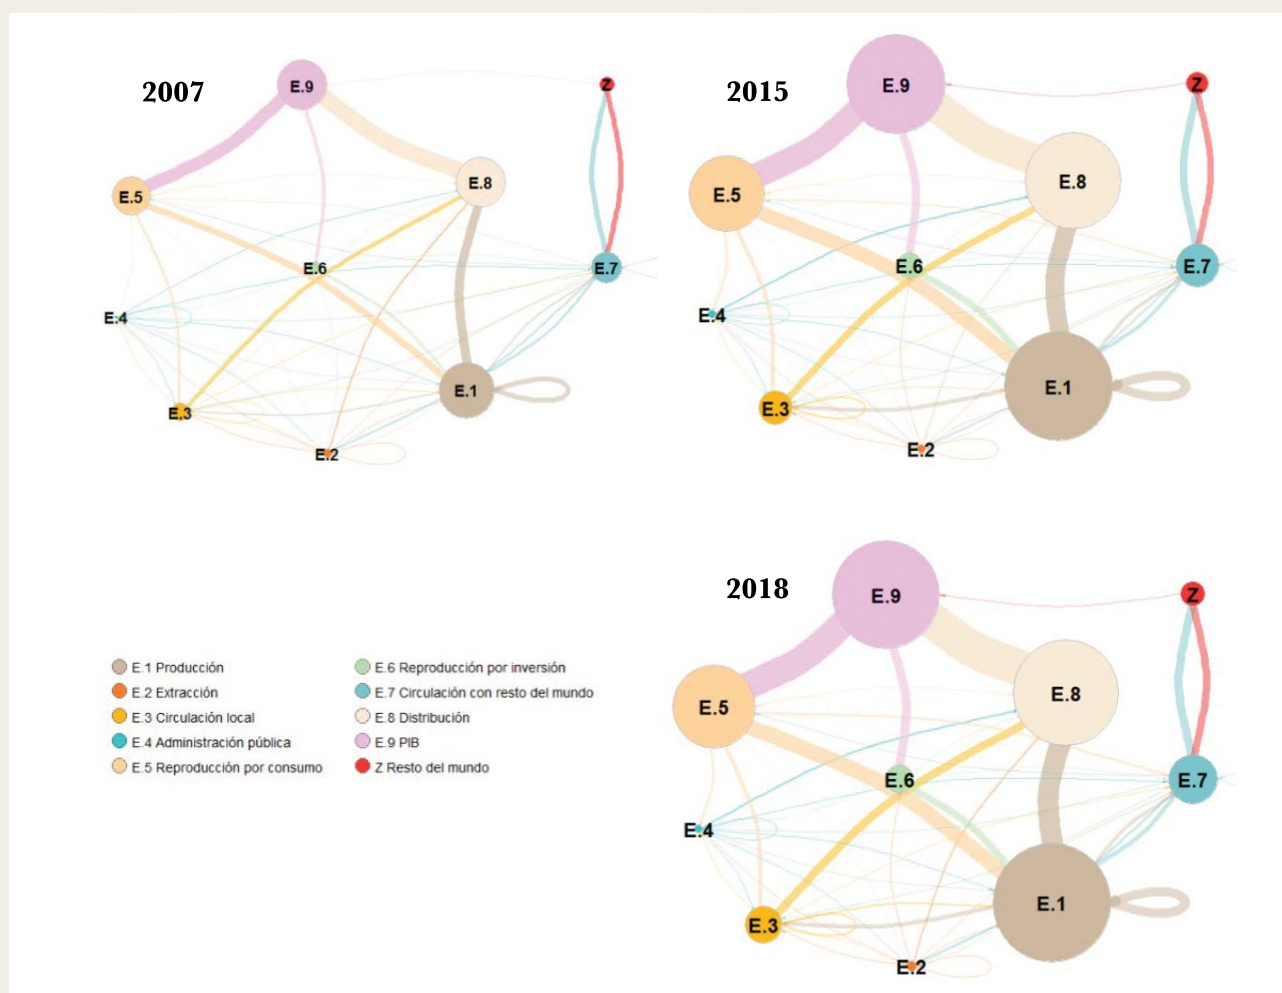 2007
E.9
Z
E.5
E.8
E.6
E.7
E.4
E.1
E.3
E.2
2015
E.9
Z
E.5
E.8
E.6
E.7
E.4
E.1
E.3
E.2
2018
E.9
Z
E.5
E.8
E.6
E.7
E.4
E.1
E.3
E.2
E.1 Producción
E.2 Extracción
E.3 Circulación local
E.4 Administración pública
E.5 Reproducción por consumo
E.6 Reproducción por inversión
E.7 Circulación con resto del mundo
E.8 Distribución
E.9 PIB
Z Resto del mundo